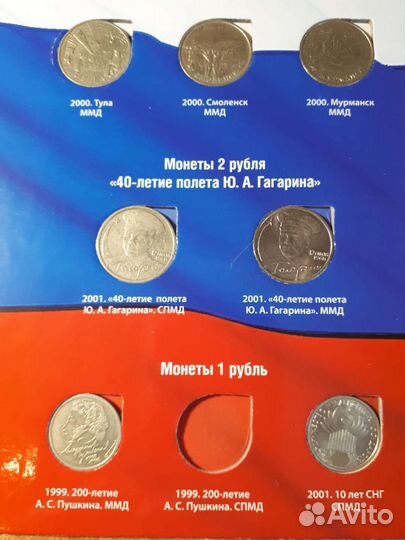 2000. Тула
ММД
2000. Смоленск
ММД
2000. Мурманск
ММД
Монеты 2 рубля
«40-летие полета Ю. А. Гагарина»
2001. «40-летие полета
Ю. А. Гагарина». СПМД
2001. «40-летие полета
Ю. А. Гагарина». ММД
Монеты 1 рубль
1999. 200-летие
А. С. Пушкина. ММД
1999. 200-летие
А. С. Пушкина. СПМД
2001. 10 лет СНГ
СПМД
Avito